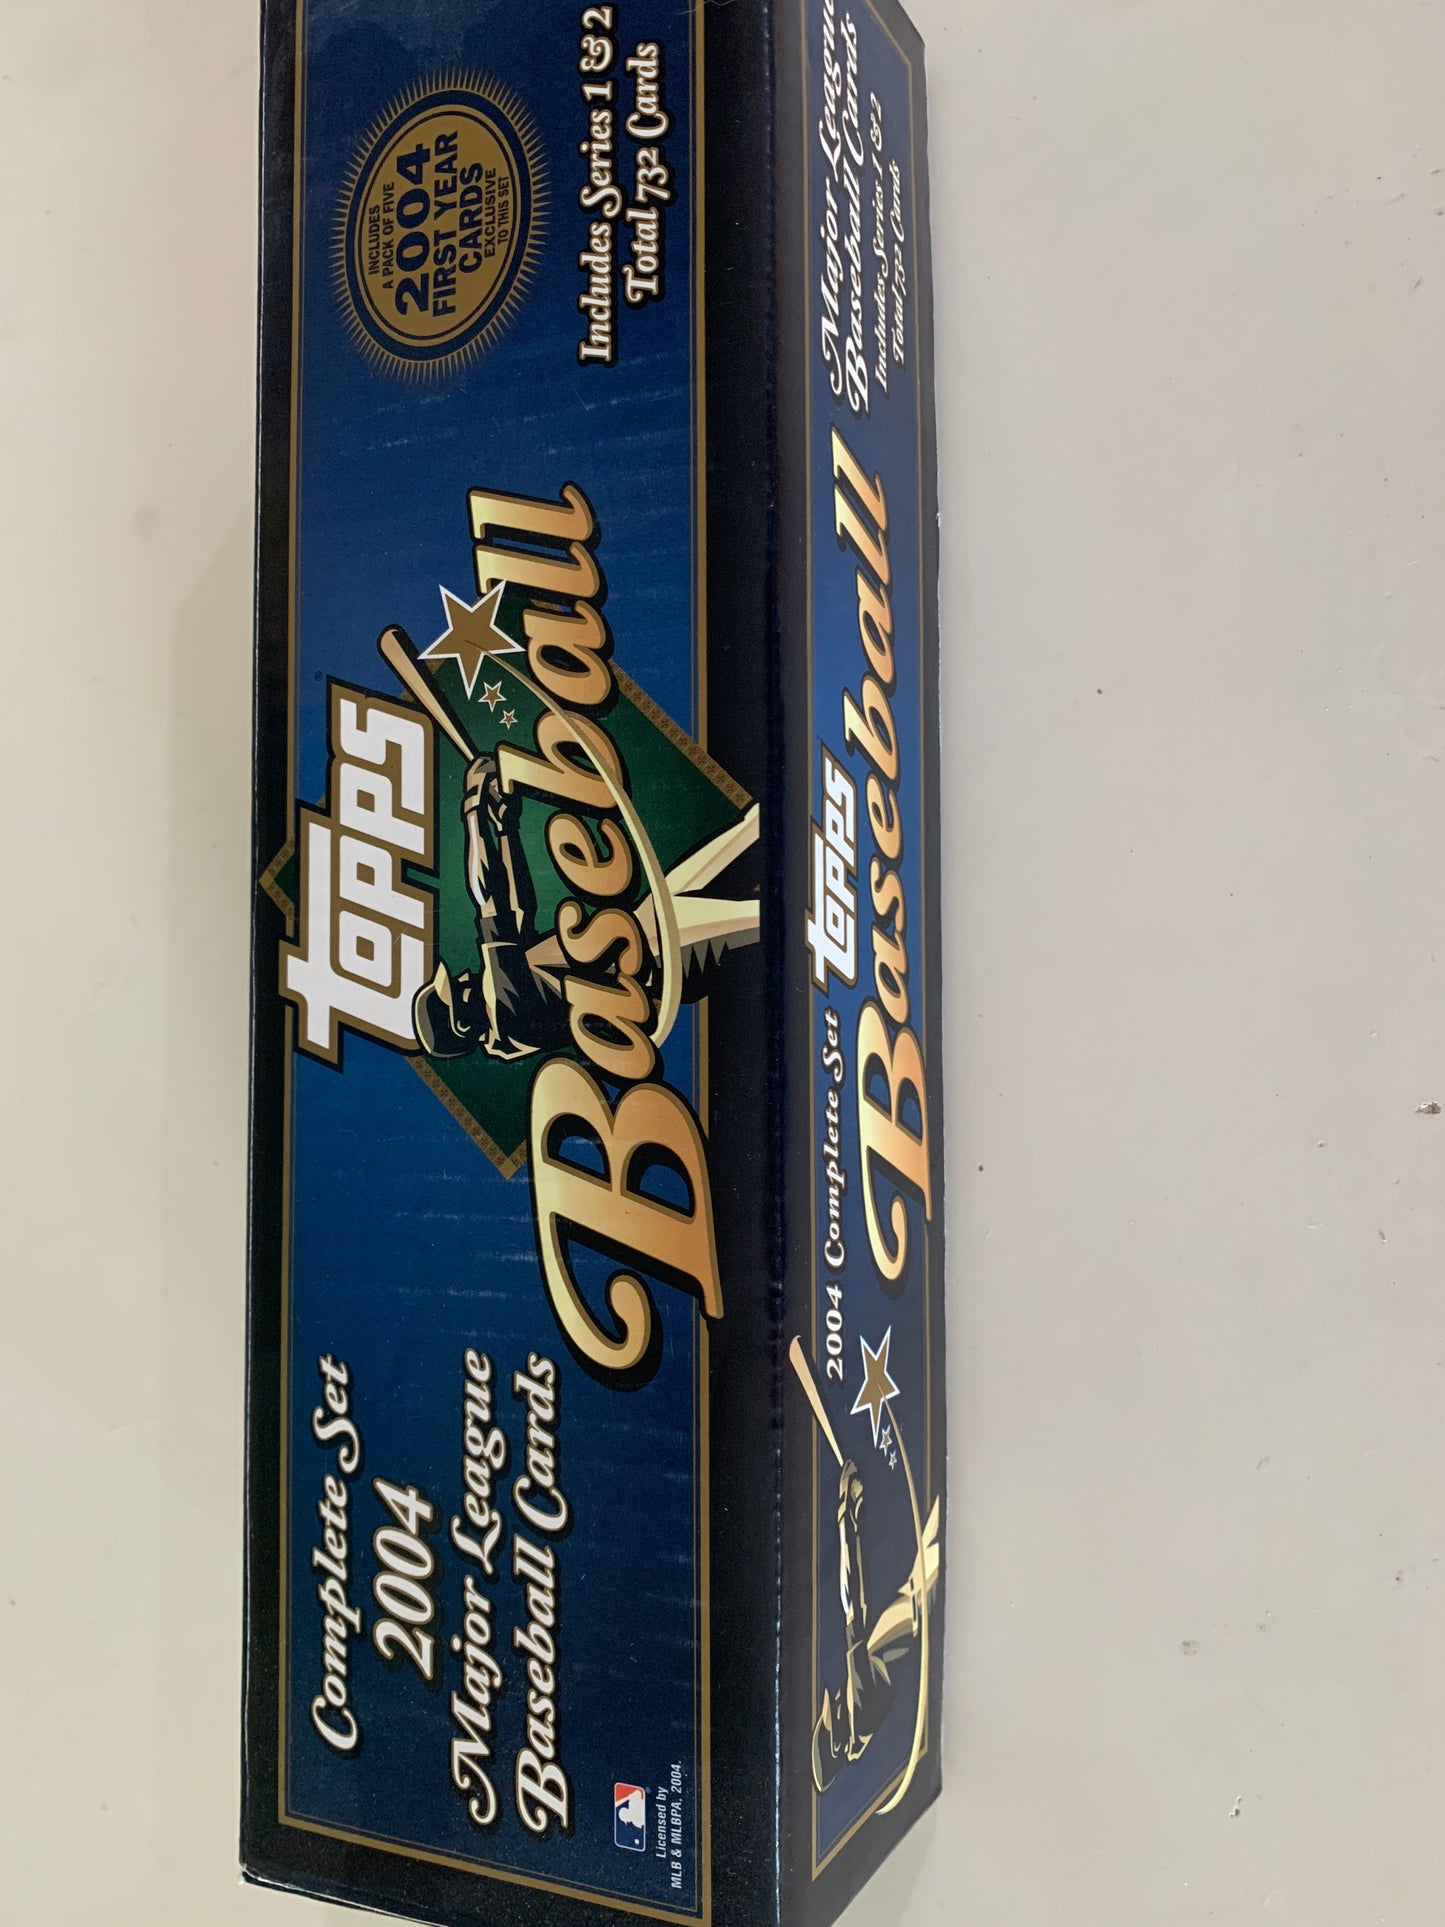 Complete Set
2004
Major League
Baseball Cards
Licensed by
MLB & MLBPA, 2004.
®
TOPPS
Baseball
INCLUDES
A PACK OF FIVE
2004
FIRST YEAR
CARDS
EXCLUSIVE
TO THIS SET
Includes Series 1 & 2
Total 732 Cards
2004 Complete Set
TOPPS
Baseball
Major League
Baseball Cards
Includes Series 1 & 2
Total 732 Cards